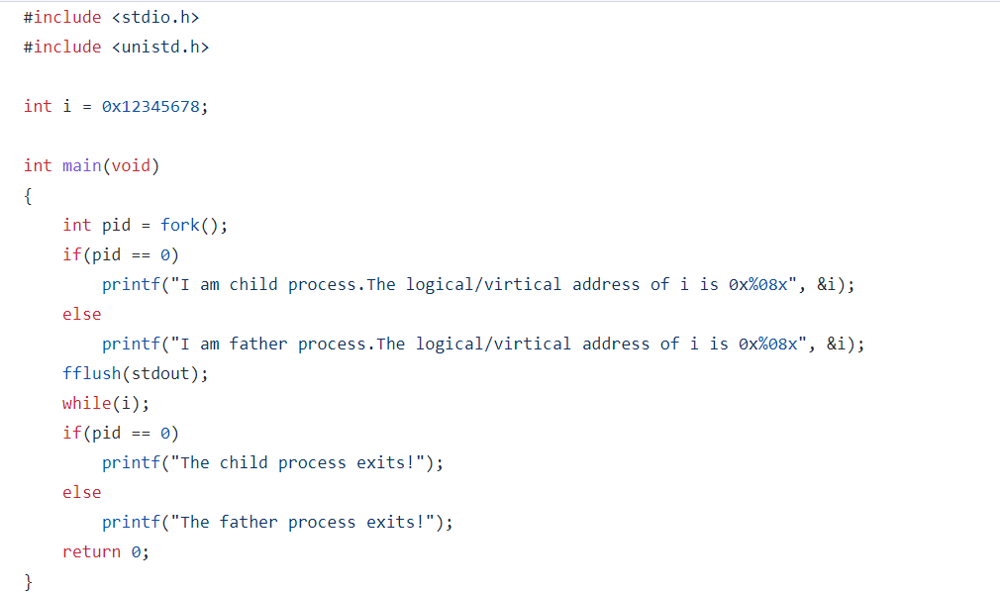 #include <stdio.h>
#include <unistd.h>
int i = 0x12345678;
int main(void)
{
    int pid = fork();
    if(pid == 0)
        printf("I am child process.The logical/virtical address of i is 0x%08x", &i);
    else
        printf("I am father process.The logical/virtical address of i is 0x%08x", &i);
    fflush(stdout);
    while(i);
    if(pid == 0)
        printf("The child process exits!");
    else
        printf("The father process exits!");
    return 0;
}